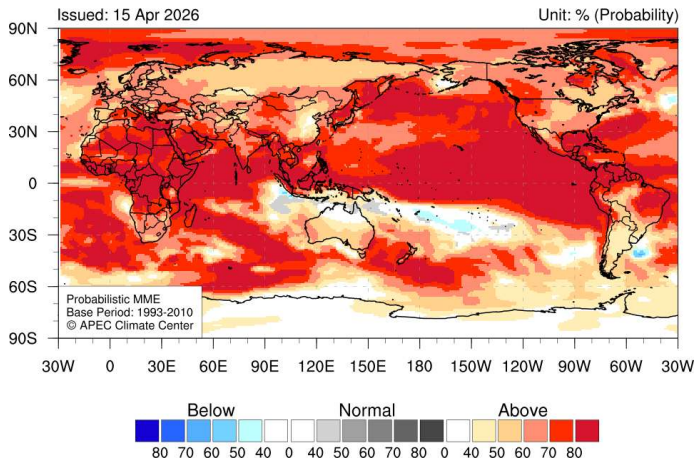 Issued: 15 Apr 2026 Unit: % (Probability)
90N
60N
30N
0
30S
60S
90S
Probabilistic MME
Base Period: 1993-2010
© APEC Climate Center
30W 0 30E 60E 90E 120E 150E 180 150W 120W 90W 60W 30W
Below Normal Above
80 70 60 50 40 0 40 50 60 70 80 0 40 50 60 70 80